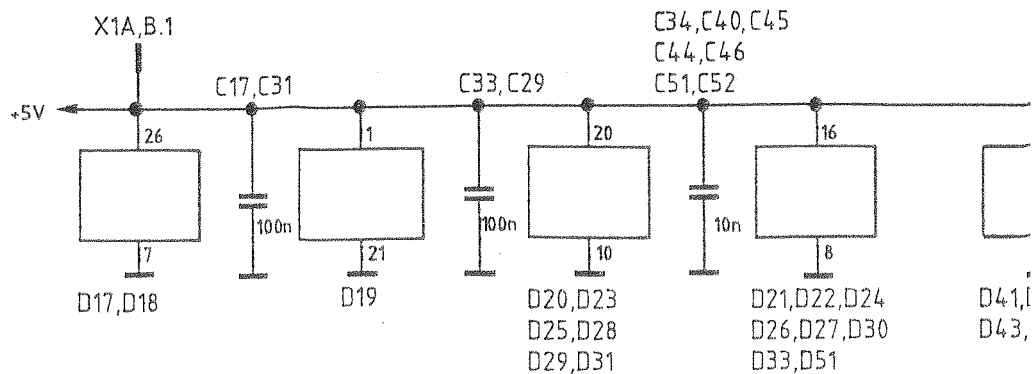 X1A,B.1
C34,C40,C45
C44,C46
C51,C52
C17,C31
C33,C29
+5V
26
1
20
16
100n
100n
10n
7
21
10
8
D17,D18
D19
D20,D23
D25,D28
D29,D31
D21,D22,D24
D26,D27,D30
D33,D51
D41,
D43,